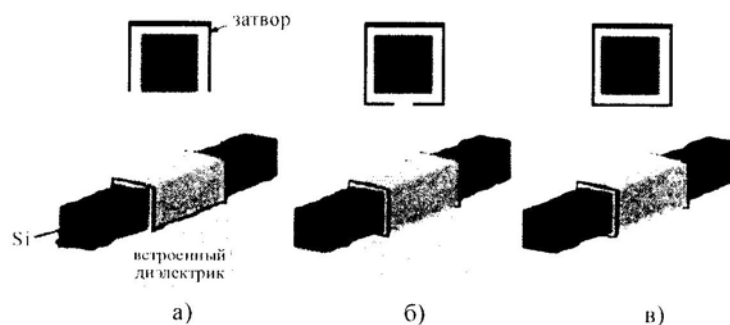 затвор
Si
встроенный
диэлектрик
а)
б)
в)